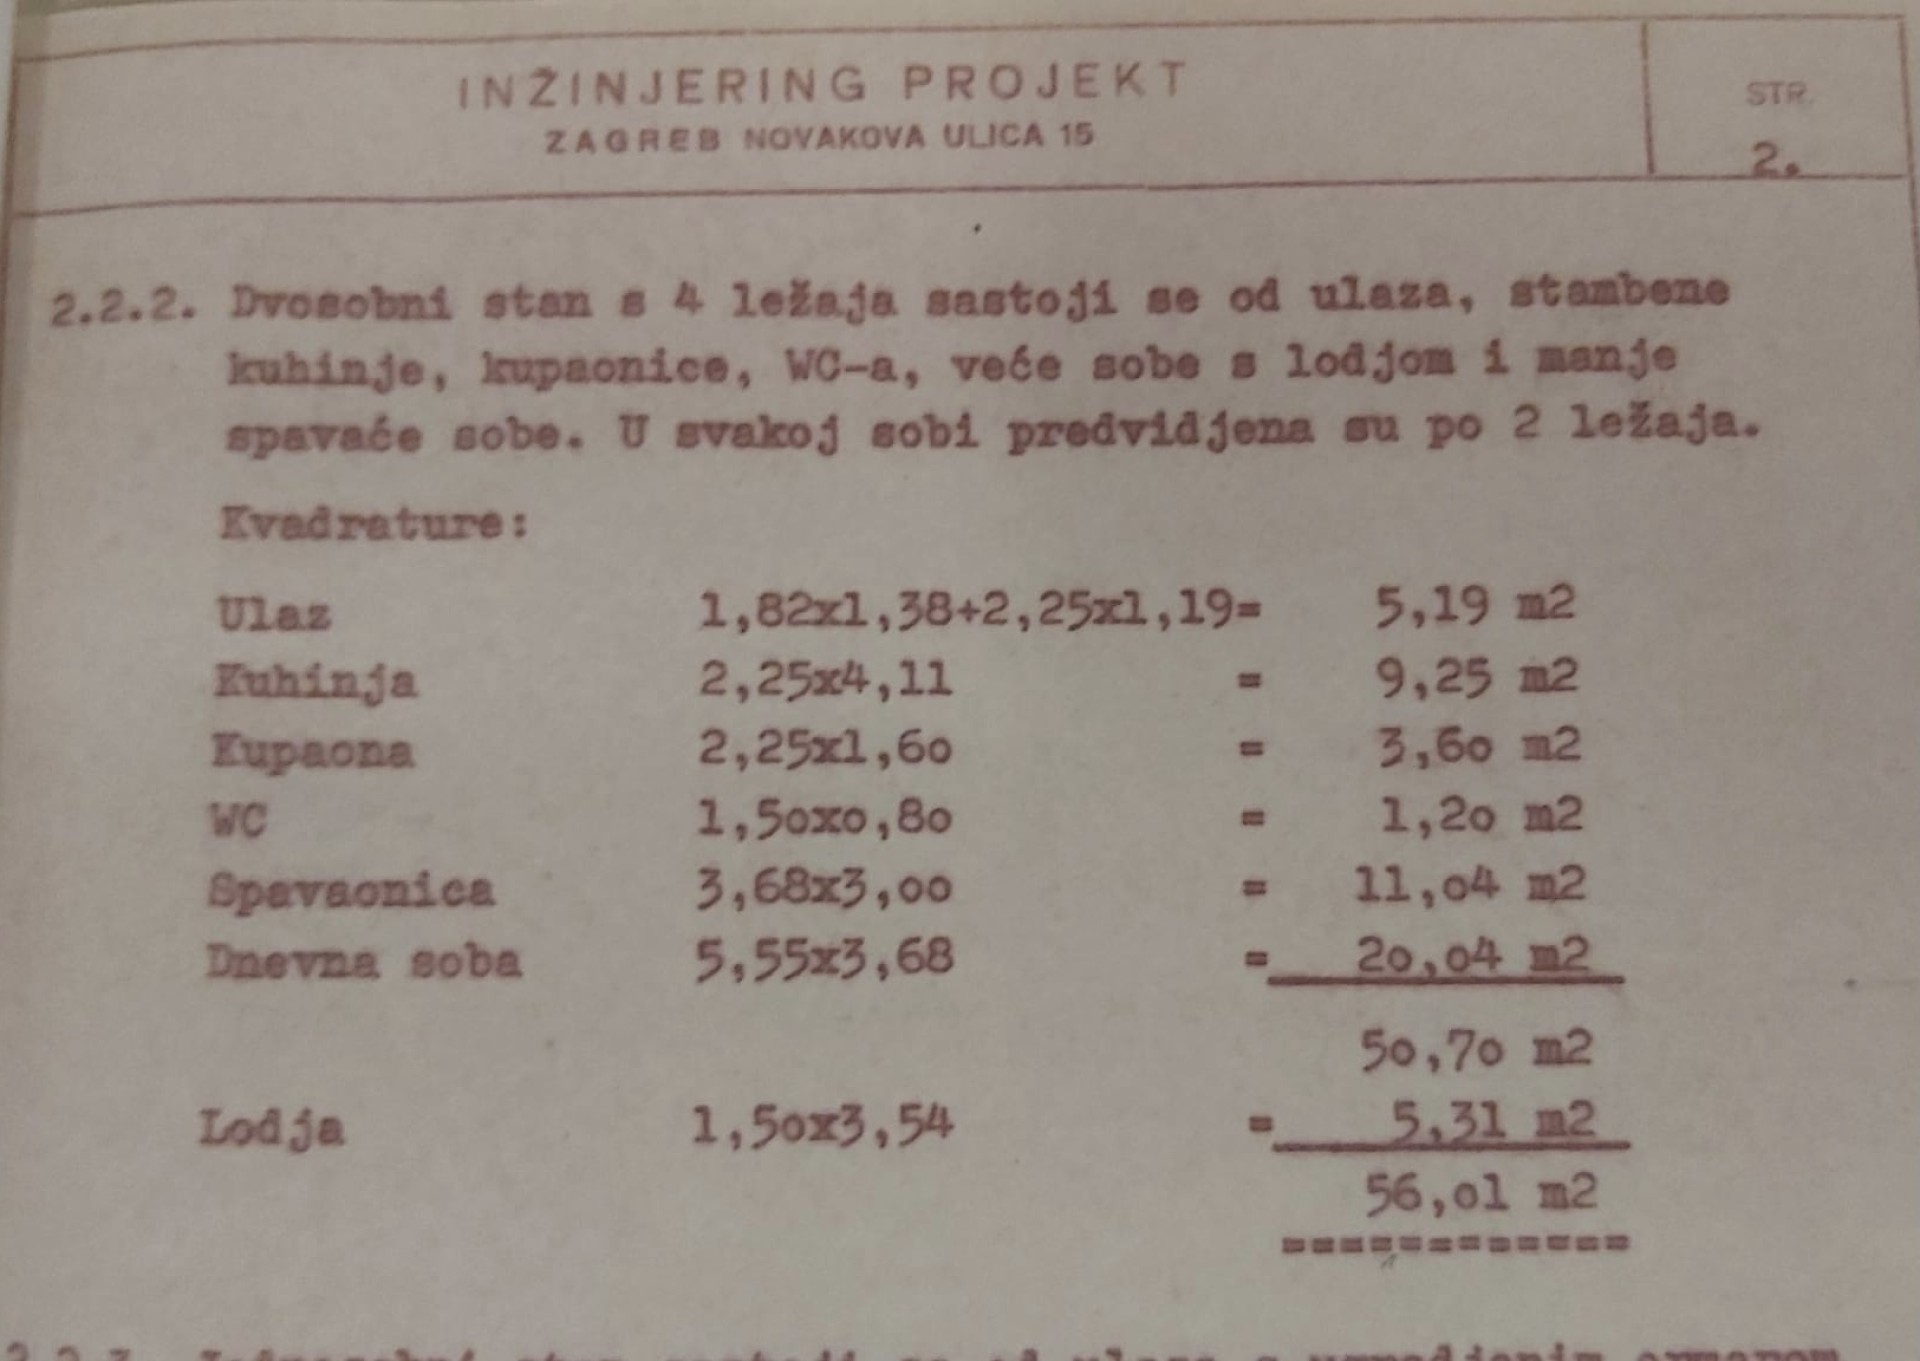 INŽINJERING PROJEKT
ZAGREB NOVAKOVA ULICA 15
STR.
2.
2.2.2. Dvosobni stan s 4 ležaja sastoji se od ulaza, stambene
kuhinje, kupaonice, WC-a, veće sobe s lodjom i manje
spavaće sobe. U svakoj sobi predvidjena su po 2 ležaja.
Kvadrature:
Ulaz 1,82x1,38+2,25x1,19= 5,19 m2
Kuhinja 2,25x4,11 = 9,25 m2
Kupaona 2,25x1,6o = 3,6o m2
WC 1,5oxo,8o = 1,2o m2
Spavaonica 3,68x3,oo = 11,o4 m2
Dnevna soba 5,55x3,68 = 2o,o4 m2
5o,7o m2
Lodja 1,5ox3,54 = 5,31 m2
56,o1 m2
============
stan od